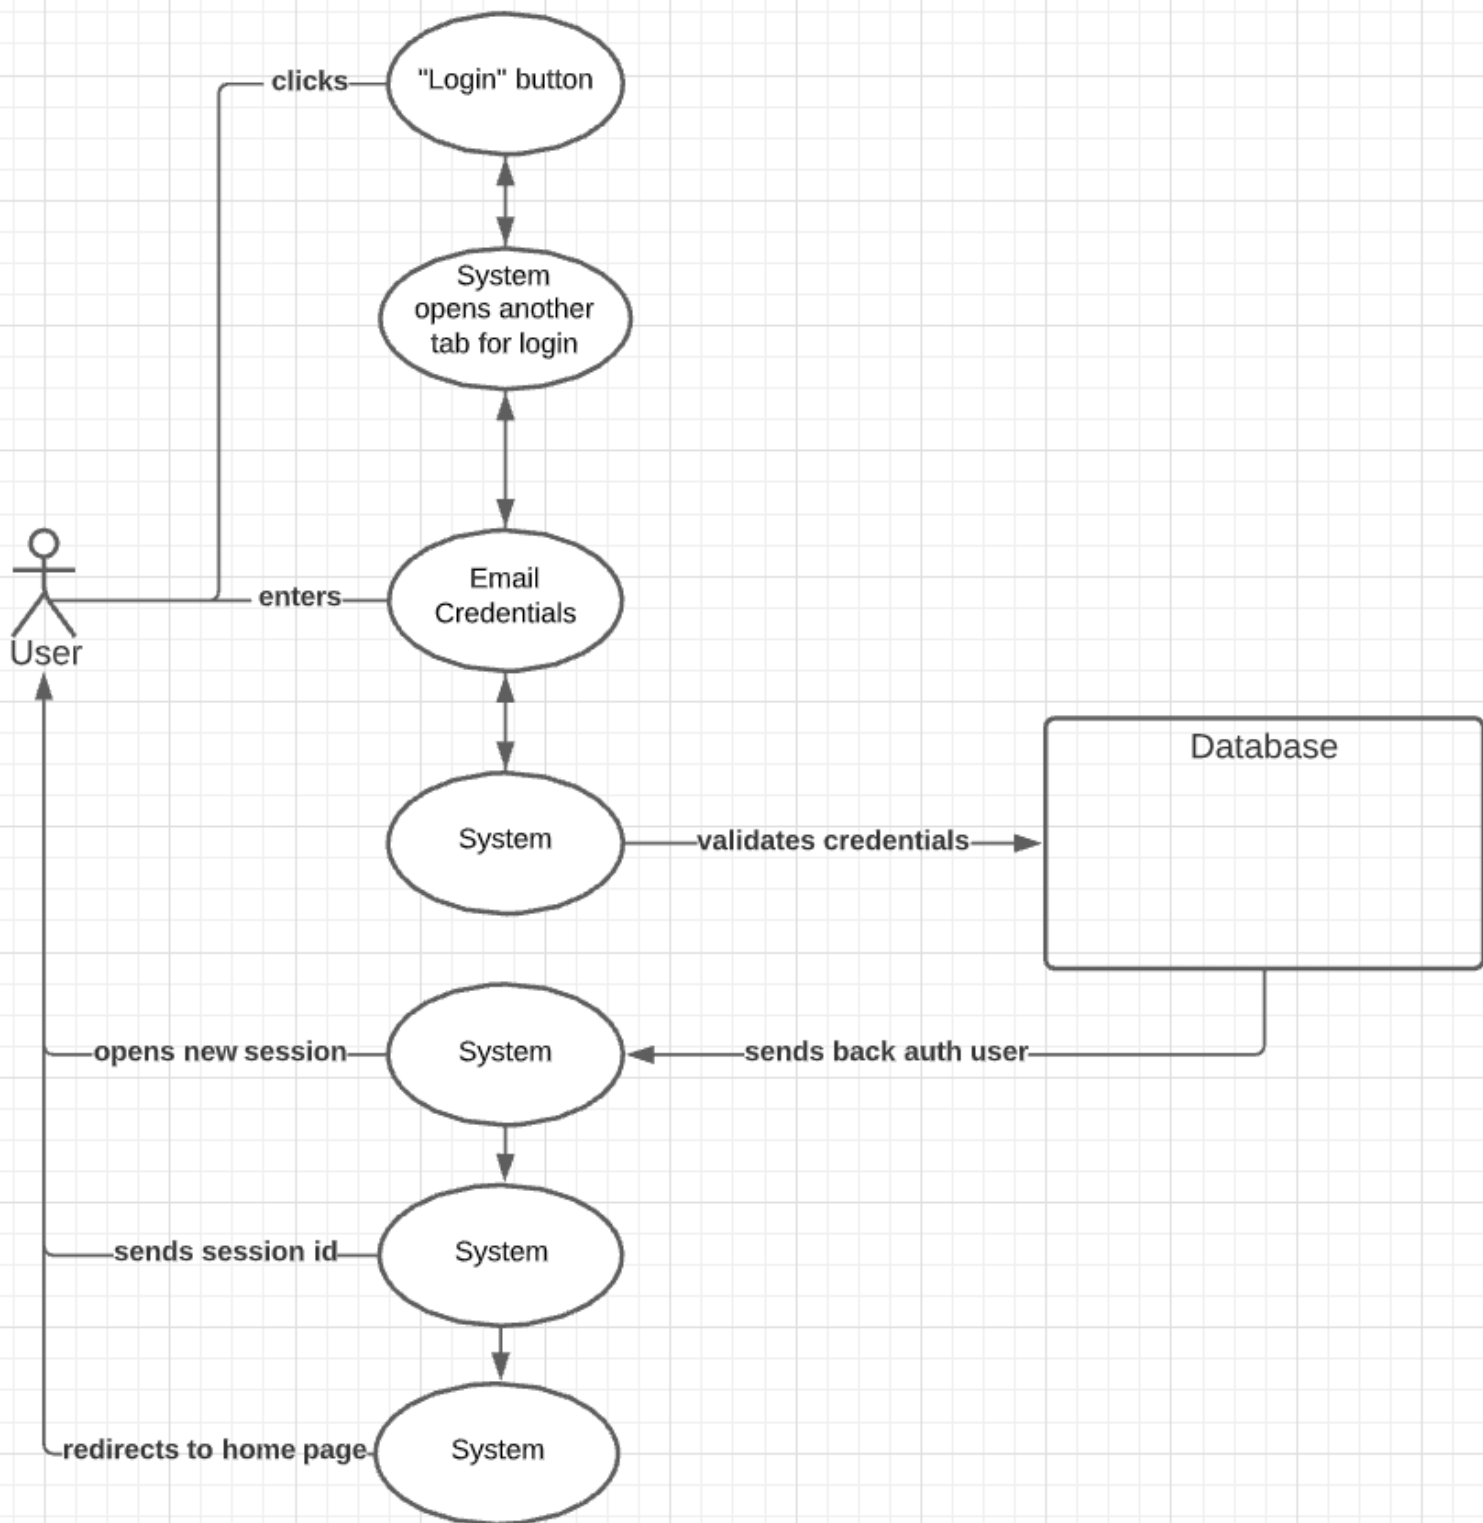 clicks
"Login" button
System
opens another
tab for login
enters
Email
Credentials
User
Database
System
validates credentials
opens new session
System
sends back auth user
sends session id
System
redirects to home page
System